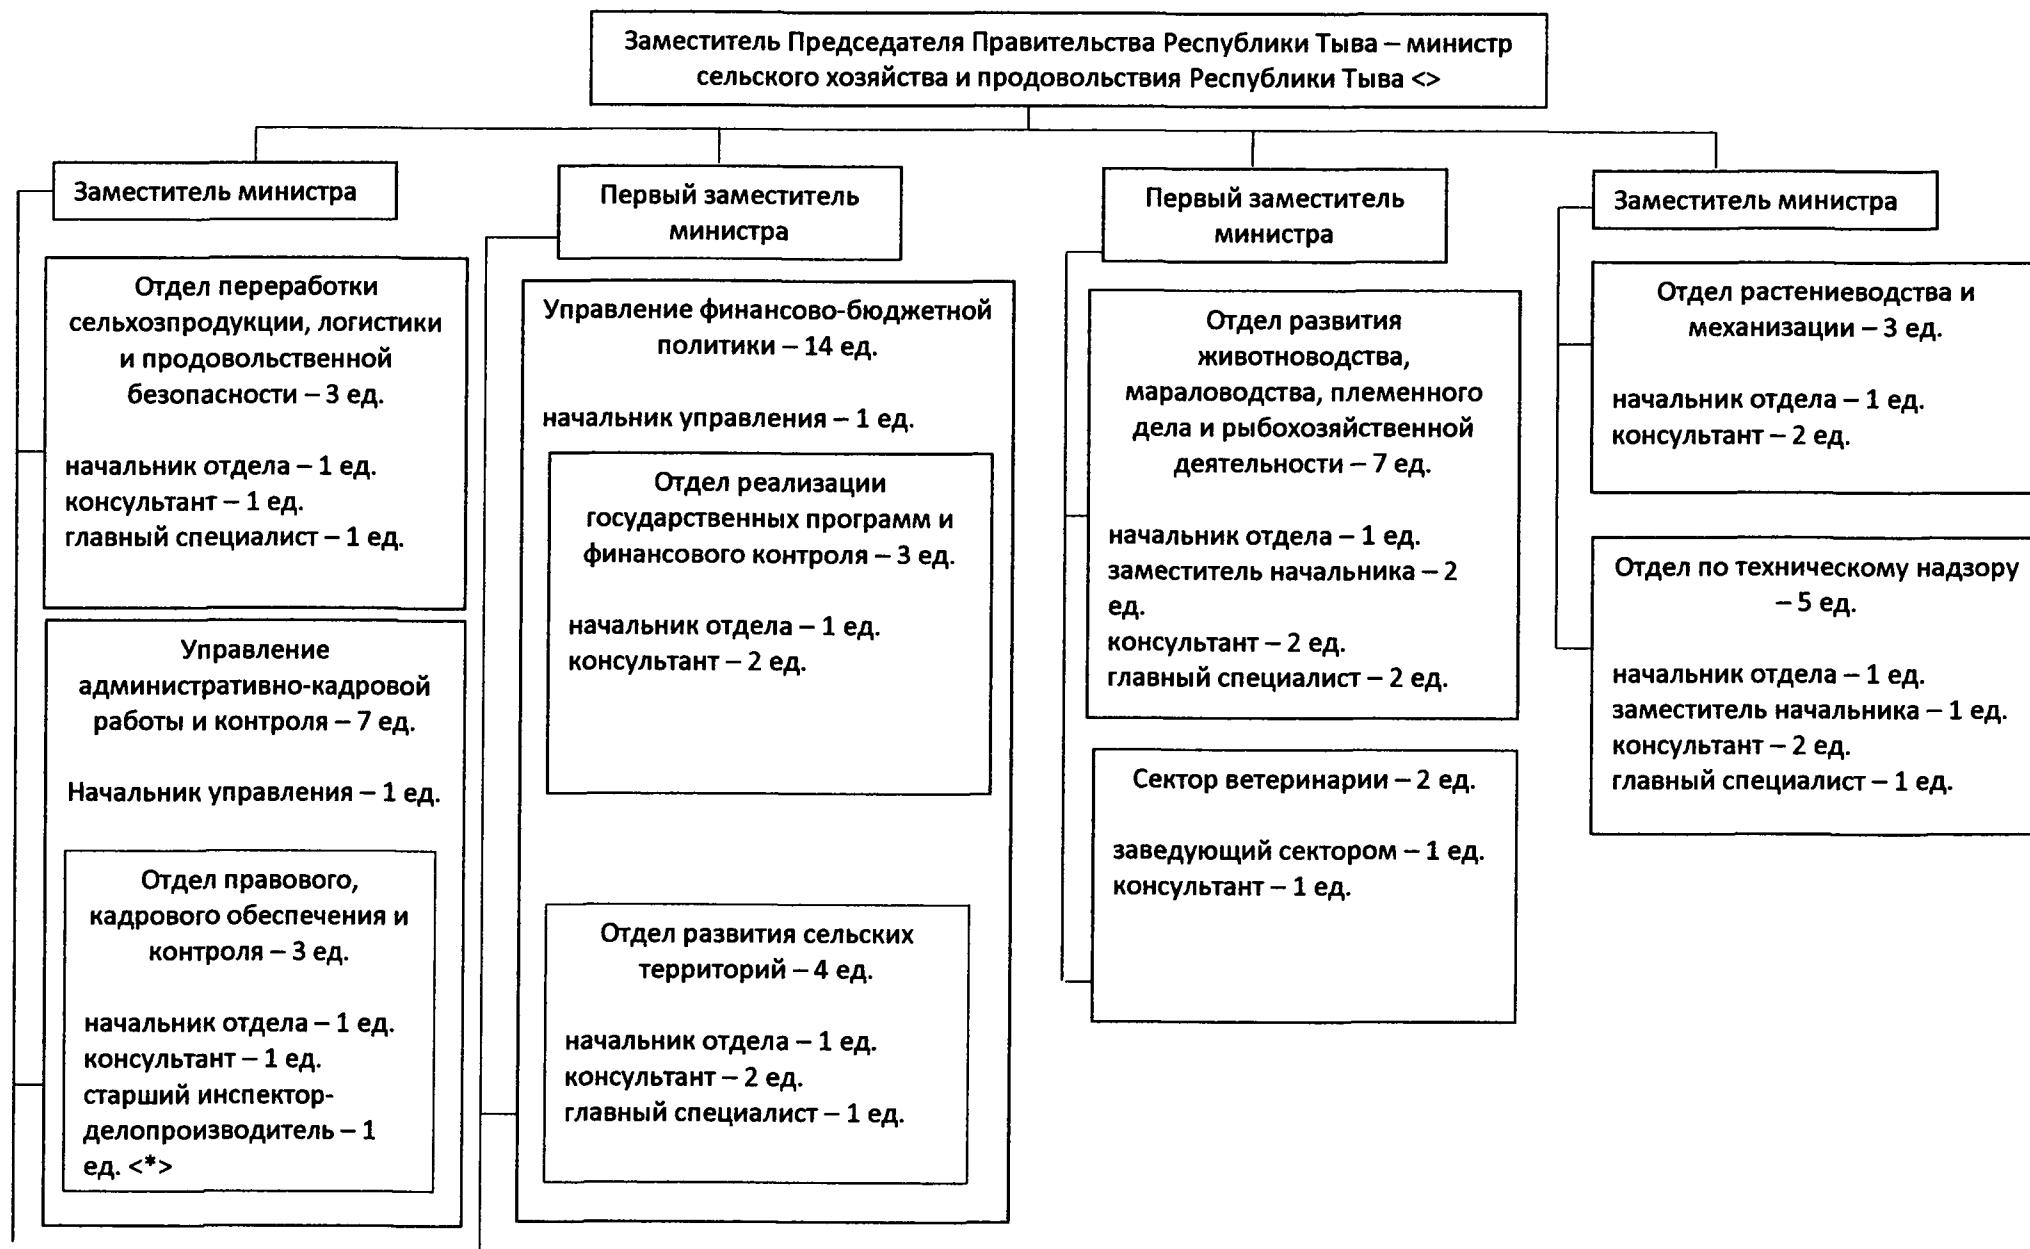 Заместитель Председателя Правительства Республики Тыва – министр
сельского хозяйства и продовольствия Республики Тыва <>
Заместитель министра
Отдел переработки
сельхозпродукции, логистики
и продовольственной
безопасности – 3 ед.
начальник отдела – 1 ед.
консультант – 1 ед.
главный специалист – 1 ед.
Управление
административно-кадровой
работы и контроля – 7 ед.
Начальник управления – 1 ед.
Отдел правового,
кадрового обеспечения и
контроля – 3 ед.
начальник отдела – 1 ед.
консультант – 1 ед.
старший инспектор-
делопроизводитель – 1
ед. <*>
Первый заместитель
министра
Управление финансово-бюджетной
политики – 14 ед.
начальник управления – 1 ед.
Отдел реализации
государственных программ и
финансового контроля – 3 ед.
начальник отдела – 1 ед.
консультант – 2 ед.
Отдел развития сельских
территорий – 4 ед.
начальник отдела – 1 ед.
консультант – 2 ед.
главный специалист – 1 ед.
Первый заместитель
министра
Отдел развития
животноводства,
мараловодства, племенного
дела и рыбохозяйственной
деятельности – 7 ед.
начальник отдела – 1 ед.
заместитель начальника – 2
ед.
консультант – 2 ед.
главный специалист – 2 ед.
Сектор ветеринарии – 2 ед.
заведующий сектором – 1 ед.
консультант – 1 ед.
Заместитель министра
Отдел растениеводства и
механизации – 3 ед.
начальник отдела – 1 ед.
консультант – 2 ед.
Отдел по техническому надзору
– 5 ед.
начальник отдела – 1 ед.
заместитель начальника – 1 ед.
консультант – 2 ед.
главный специалист – 1 ед.